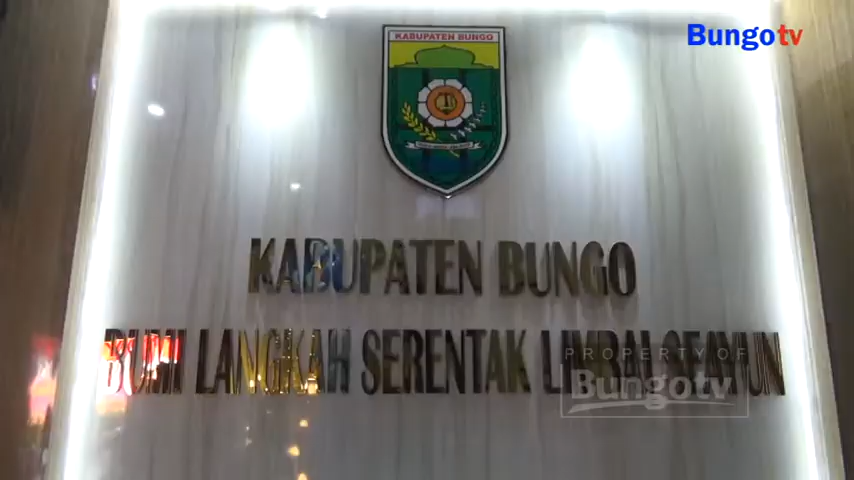 Bungotv
KABUPATEN BUNGO
KABUPATEN BUNGO
BUMI LANGKAH SERENTAK LIMBAI SEAYUN
PROPERTY OF
Bungotv